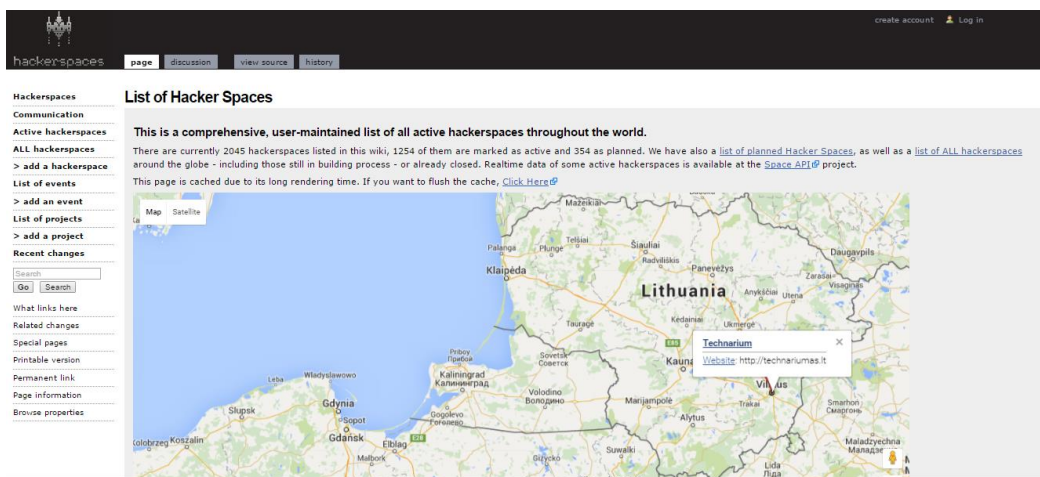 create account Log in
hackerspaces
page discussion view source history
Hackerspaces
Communication
Active hackerspaces
ALL hackerspaces
> add a hackerspace
List of events
> add an event
List of projects
> add a project
Recent changes
Search
Go Search
What links here
Related changes
Special pages
Printable version
Permanent link
Page information
Browse properties
List of Hacker Spaces
This is a comprehensive, user-maintained list of all active hackerspaces throughout the world.
There are currently 2045 hackerspaces listed in this wiki, 1254 of them are marked as active and 354 as planned. We have also a list of planned Hacker Spaces, as well as a list of ALL hackerspaces
around the globe - including those still in building process - or already closed. Realtime data of some active hackerspaces is available at the Space API project.
This page is cached due to its long rendering time. If you want to flush the cache, Click Here
Map Satellite
Mažeikiai
Palanga Plungė Telšiai Šiauliai
Radviliškis
Daugavpils
Klaipėda
Panevėžys
Zarasai
Visaginas
Lithuania
Anykščiai Utena
Tauragė
Kėdainiai
Ukmergė
E85
Technarium
Website: http://technariumas.lt
Kauna
Vilnius
Priboy
Прибой
Sovetsk
Советск
Kaliningrad
Калининград
Łeba Władysławowo
Volodino
Володино
Marijampolė
Trakai
Smarhon
Смаргонь
Gdynia
Sopot
Słupsk
Gogolevo
Гоголево
Alytus
Kołobrzeg Koszalin
Gdańsk
Elbląg E28
Malbork
Giżycko
Suwałki
Maladzyechna
Lida
Ліда